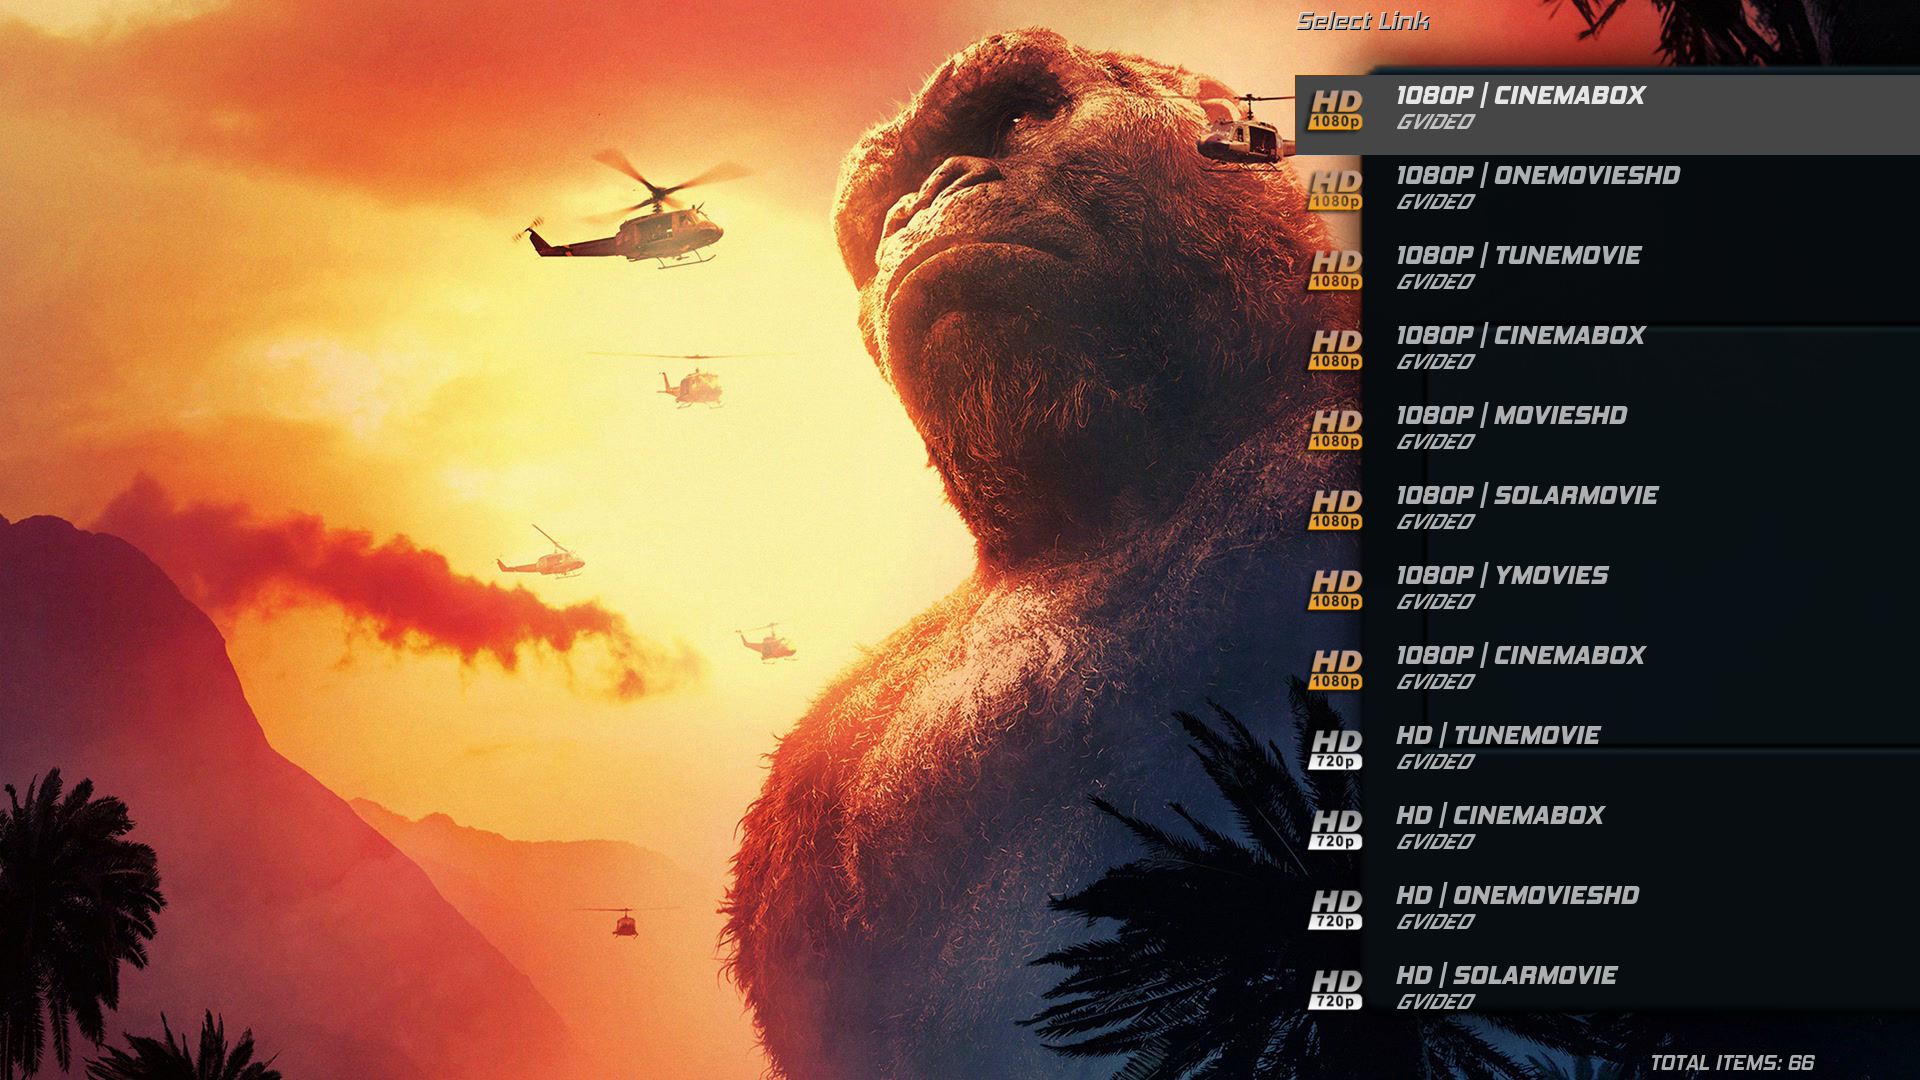 Select Link
HD 1080p
1080P | CINEMABOX
GVIDEO
HD 1080p
1080P | ONEMOVIESHD
GVIDEO
HD 1080p
1080P | TUNEMOVIE
GVIDEO
HD 1080p
1080P | CINEMABOX
GVIDEO
HD 1080p
1080P | MOVIESHD
GVIDEO
HD 1080p
1080P | SOLARMOVIE
GVIDEO
HD 1080p
1080P | YMOVIES
GVIDEO
HD 1080p
1080P | CINEMABOX
GVIDEO
HD 720p
HD | TUNEMOVIE
GVIDEO
HD 720p
HD | CINEMABOX
GVIDEO
HD 720p
HD | ONEMOVIESHD
GVIDEO
HD 720p
HD | SOLARMOVIE
GVIDEO
TOTAL ITEMS: 66